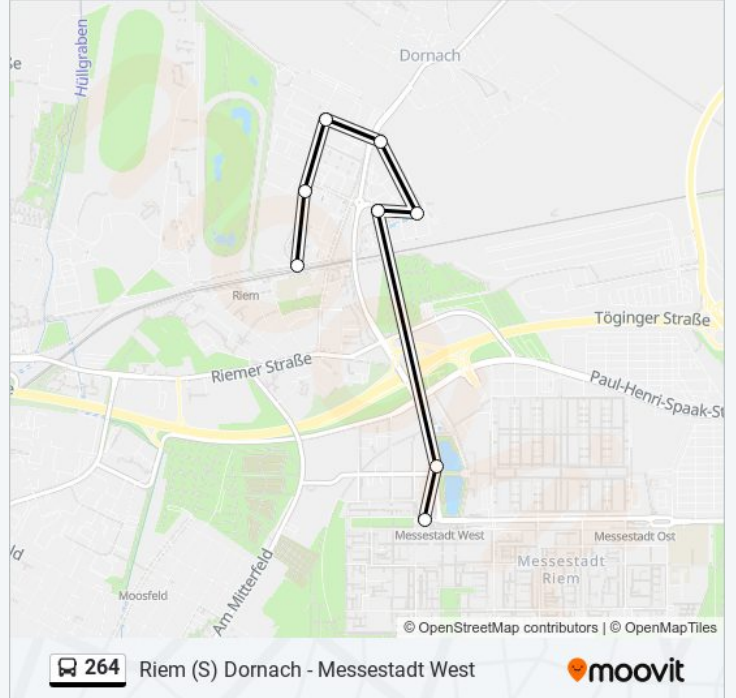 Hüllgraben
Dornach
Riem
Töginger Straße
Riemer Straße
Paul-Henri-Spaak-St
Messestadt West
Messestadt Ost
Messestadt
Riem
Am Mitterfeld
Moosfeld
ld
© OpenStreetMap contributors | © OpenMapTiles
264 Riem (S) Dornach - Messestadt West
moovit